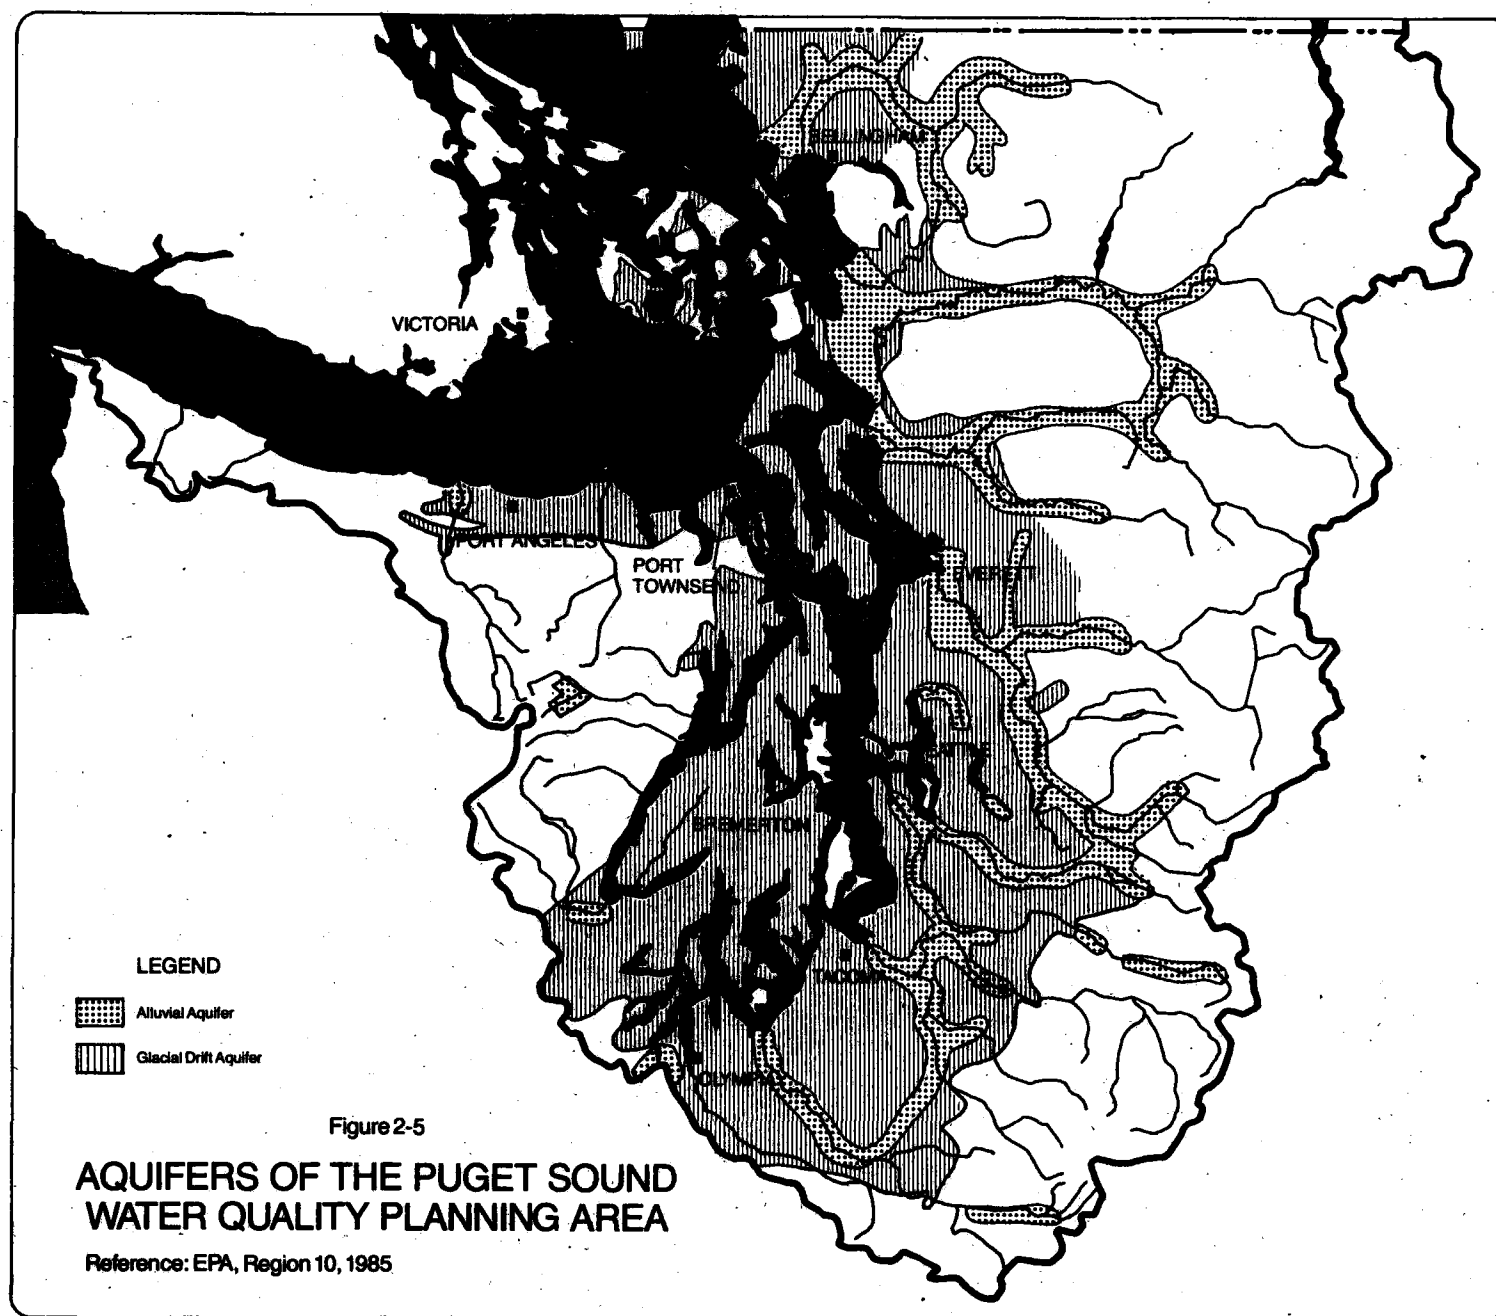 BELLINGHAM
VICTORIA
PORT ANGELES
PORT
TOWNSEND
EVERETT
SEATTLE
BREMERTON
TACOMA
OLYMPIA
LEGEND
Alluvial Aquifer
Glacial Drift Aquifer
Figure 2-5
AQUIFERS OF THE PUGET SOUND
WATER QUALITY PLANNING AREA
Reference: EPA, Region 10, 1985